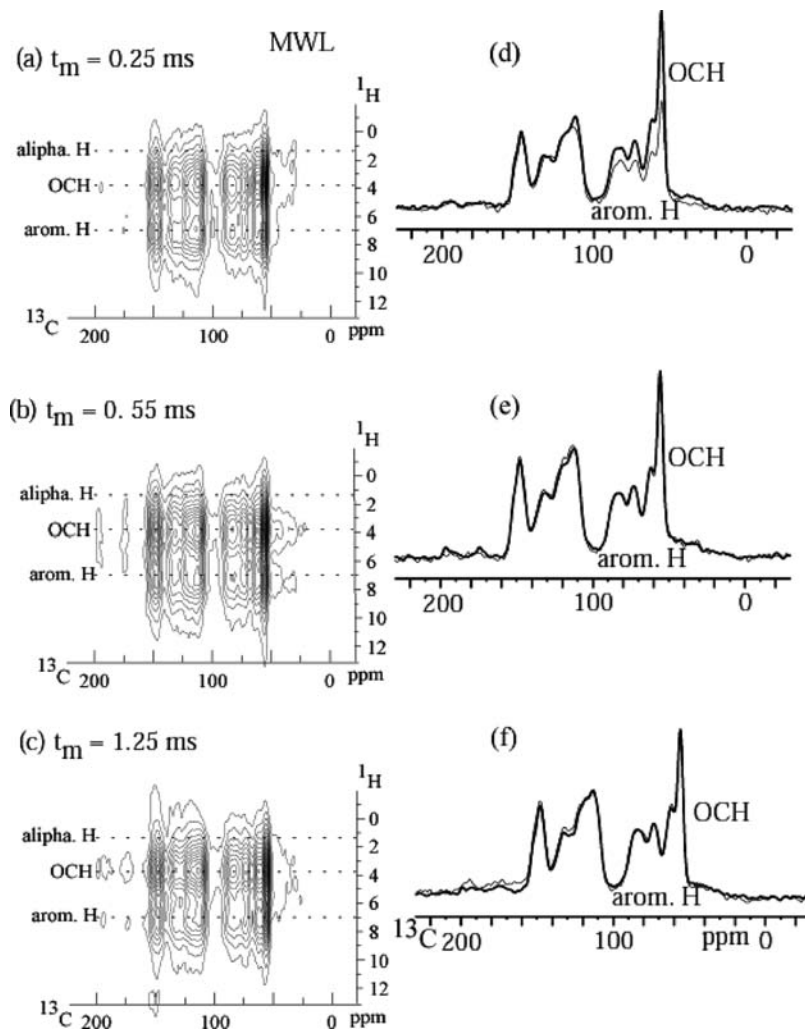 MWL
(a) tm = 0.25 ms
1H
0
alipha. H
2
OCH
4
6
arom. H
8
10
12
13C
200
100
0
ppm
(d)
OCH
arom. H
200
100
0
(b) tm = 0. 55 ms
1H
0
alipha. H
2
OCH
4
6
arom. H
8
10
12
13C
200
100
0
ppm
(e)
OCH
arom. H
200
100
0
(c) tm = 1.25 ms
1H
0
alipha. H
2
OCH
4
6
arom. H
8
10
12
13C
200
100
0
ppm
(f)
OCH
arom. H
13C 200
100
ppm 0